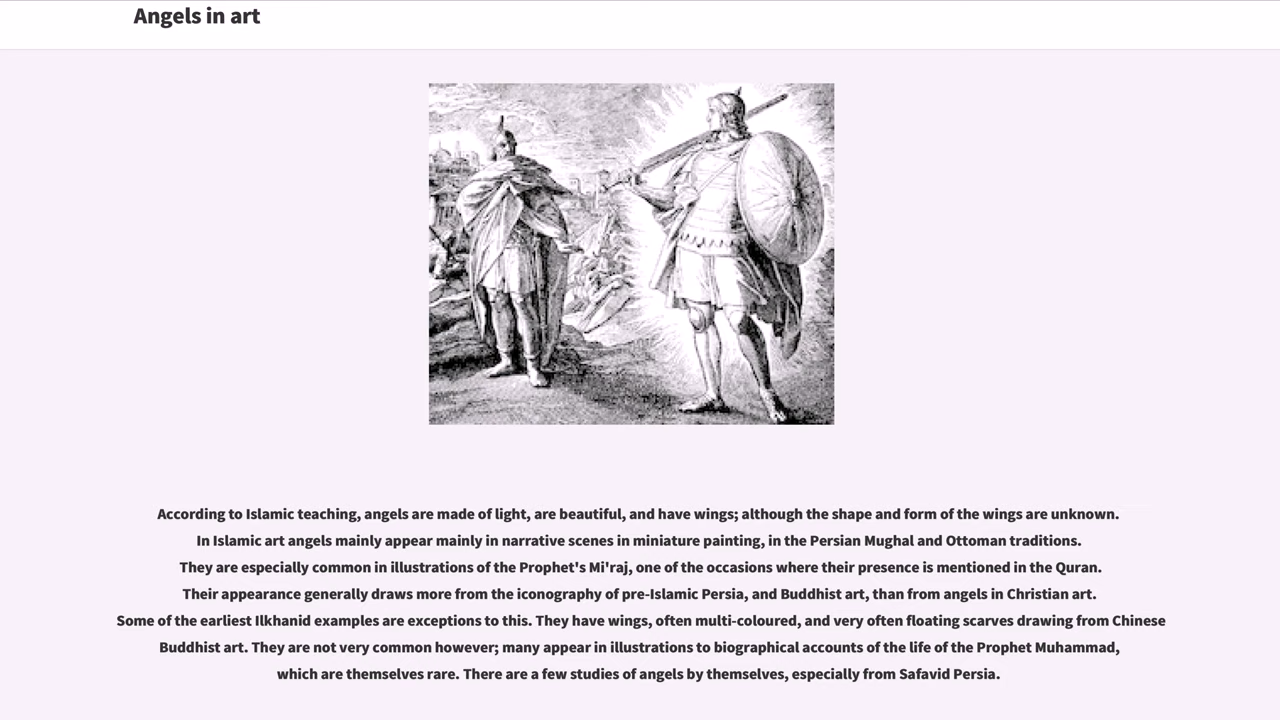 Angels in art
According to Islamic teaching, angels are made of light, are beautiful, and have wings; although the shape and form of the wings are unknown.
In Islamic art angels mainly appear mainly in narrative scenes in miniature painting, in the Persian Mughal and Ottoman traditions.
They are especially common in illustrations of the Prophet's Mi'raj, one of the occasions where their presence is mentioned in the Quran.
Their appearance generally draws more from the iconography of pre-Islamic Persia, and Buddhist art, than from angels in Christian art.
Some of the earliest Ilkhanid examples are exceptions to this. They have wings, often multi-coloured, and very often floating scarves drawing from Chinese
Buddhist art. They are not very common however; many appear in illustrations to biographical accounts of the life of the Prophet Muhammad,
which are themselves rare. There are a few studies of angels by themselves, especially from Safavid Persia.